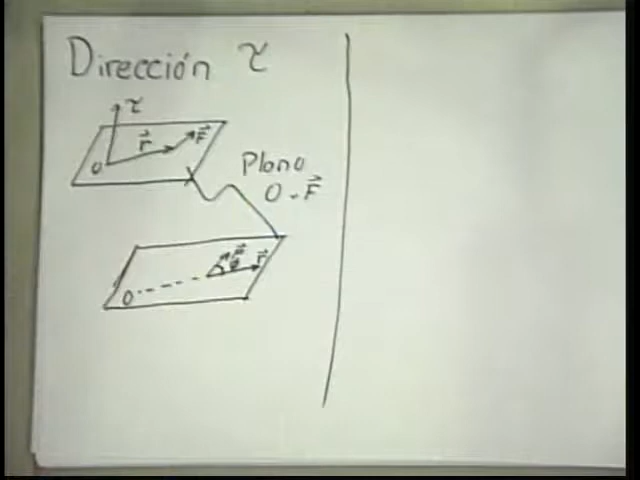 Dirección τ
τ
r⃗ F⃗
O
Plano
O - F⃗
F⃗ r⃗
φ
O